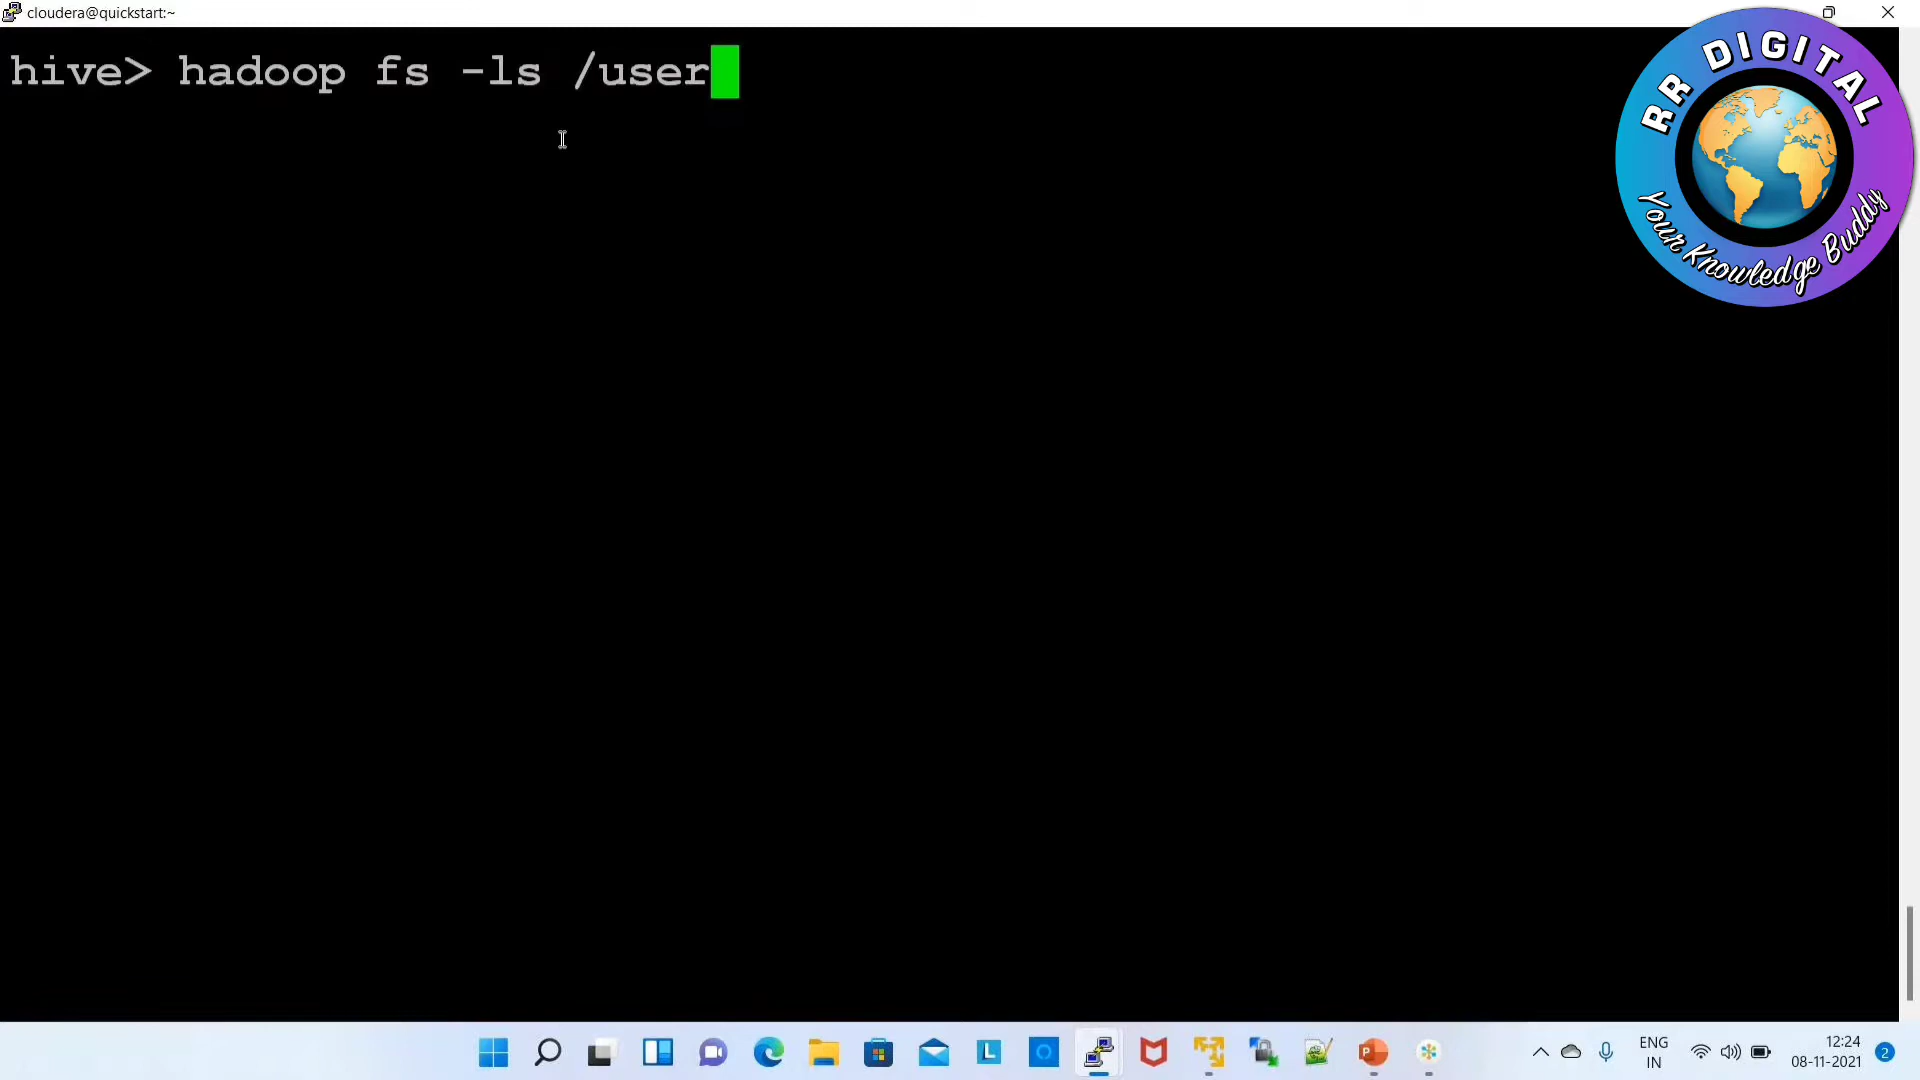 cloudera@quickstart:~
hive> hadoop fs -ls /user
RR DIGITAL
Your Knowledge Buddy
ENG
IN
12:24
08-11-2021
2